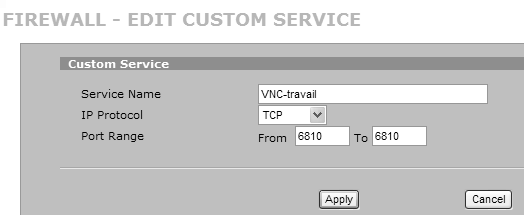 FIREWALL - EDIT CUSTOM SERVICE
Custom Service
Service Name VNC-travail
IP Protocol TCP
Port Range From 6810 To 6810
Apply Cancel